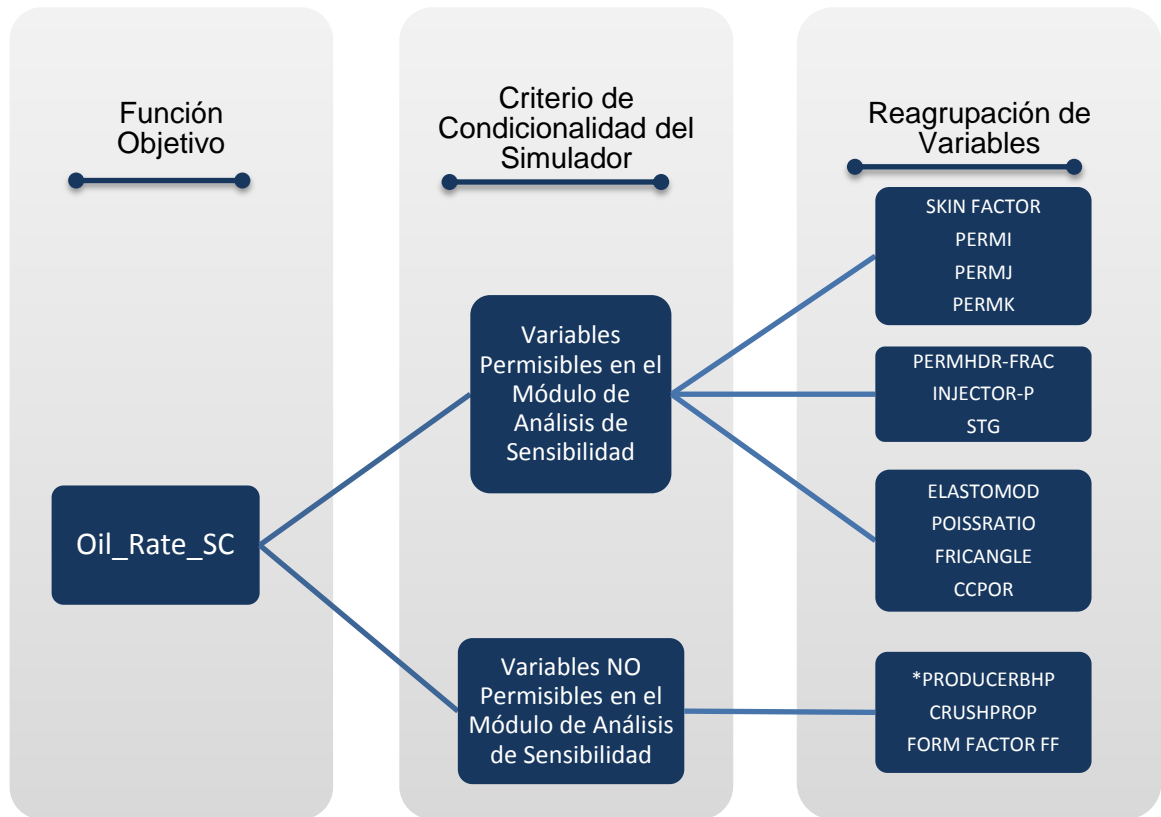 Función
Objetivo
Criterio de
Condicionalidad del
Simulador
Reagrupación de
Variables
Oil_Rate_SC
Variables
Permisibles en el
Módulo de
Análisis de
Sensibilidad
Variables NO
Permisibles en el
Módulo de Análisis
de Sensibilidad
SKIN FACTOR
PERMI
PERMJ
PERMK
PERMHDR-FRAC
INJECTOR-P
STG
ELASTOMOD
POISSRATIO
FRICANGLE
CCPOR
*PRODUCERBHP
CRUSHPROP
FORM FACTOR FF